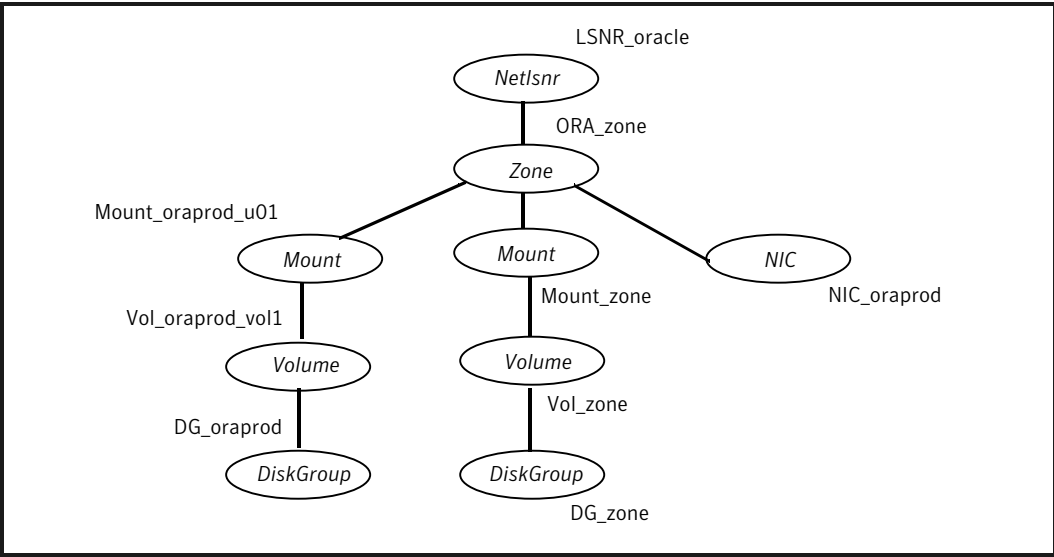 LSNR_oracle
Netlsnr
ORA_zone
Zone
Mount_oraprod_u01
Mount
Mount
NIC
Mount_zone
NIC_oraprod
Vol_oraprod_vol1
Volume
Volume
Vol_zone
DG_oraprod
DiskGroup
DiskGroup
DG_zone